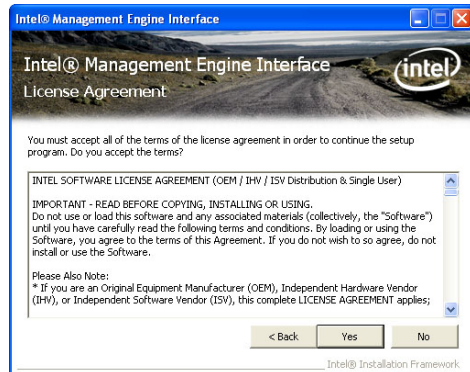 Intel® Management Engine Interface
Intel® Management Engine Interface
License Agreement
intel
You must accept all of the terms of the license agreement in order to continue the setup
program. Do you accept the terms?
INTEL SOFTWARE LICENSE AGREEMENT (OEM / IHV / ISV Distribution & Single User)
IMPORTANT - READ BEFORE COPYING, INSTALLING OR USING.
Do not use or load this software and any associated materials (collectively, the "Software")
until you have carefully read the following terms and conditions. By loading or using the
Software, you agree to the terms of this Agreement. If you do not wish to so agree, do not
install or use the Software.
Please Also Note:
* If you are an Original Equipment Manufacturer (OEM), Independent Hardware Vendor
(IHV), or Independent Software Vendor (ISV), this complete LICENSE AGREEMENT applies;
< Back Yes No
Intel® Installation Framework